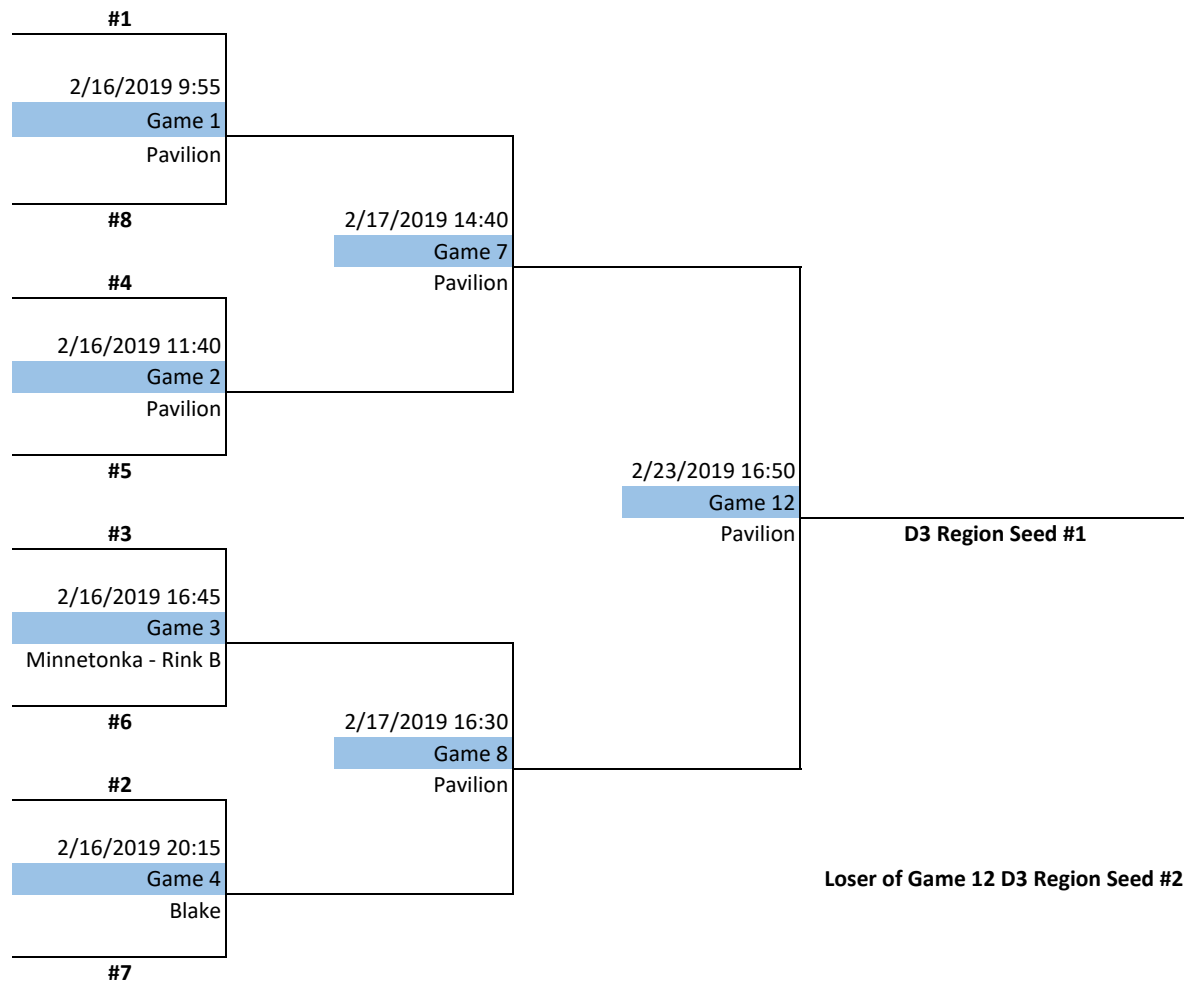 #1
2/16/2019 9:55
Game 1
Pavilion
#8
2/17/2019 14:40
Game 7
Pavilion
#4
2/16/2019 11:40
Game 2
Pavilion
#5
2/23/2019 16:50
Game 12
Pavilion
D3 Region Seed #1
#3
2/16/2019 16:45
Game 3
Minnetonka - Rink B
#6
2/17/2019 16:30
Game 8
Pavilion
#2
2/16/2019 20:15
Game 4
Blake
#7
Loser of Game 12 D3 Region Seed #2